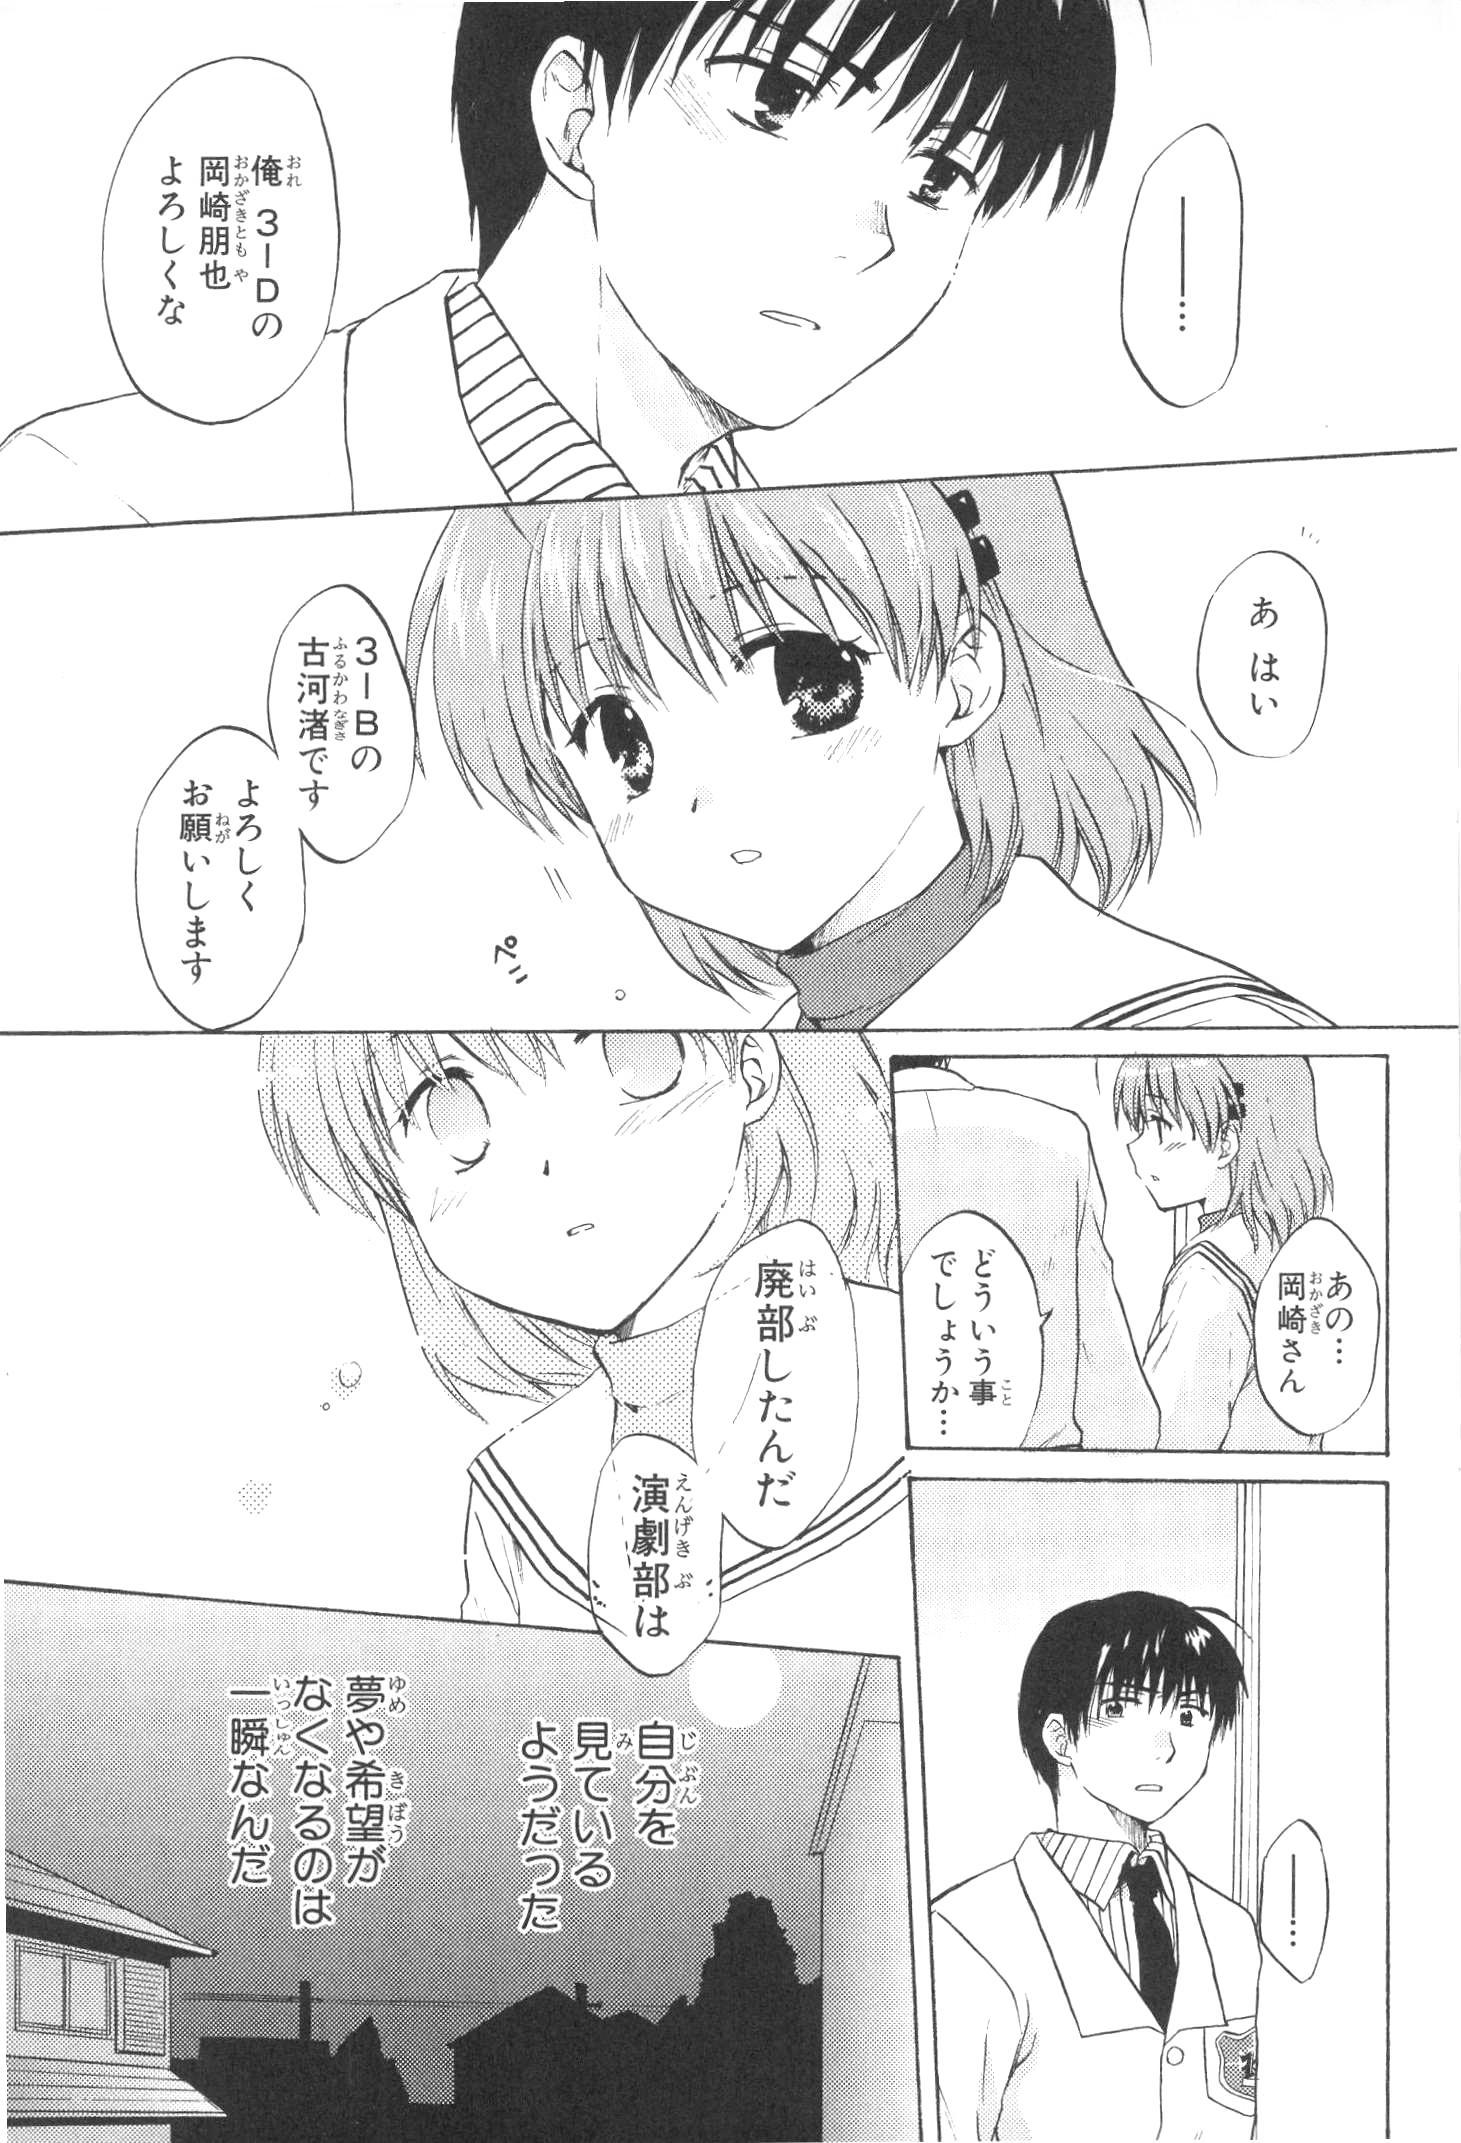 ―――…
俺 3-Dの
岡崎朋也
よろしくな
あ はい
3-Bの
古河渚です
よろしく
お願いします
ペ
あの…
岡崎さん
どういう事
でしょうか…
―――…
廃部したんだ
演劇部は
自分を
見ている
ようだった
夢や希望が
なくなるのは
一瞬なんだ